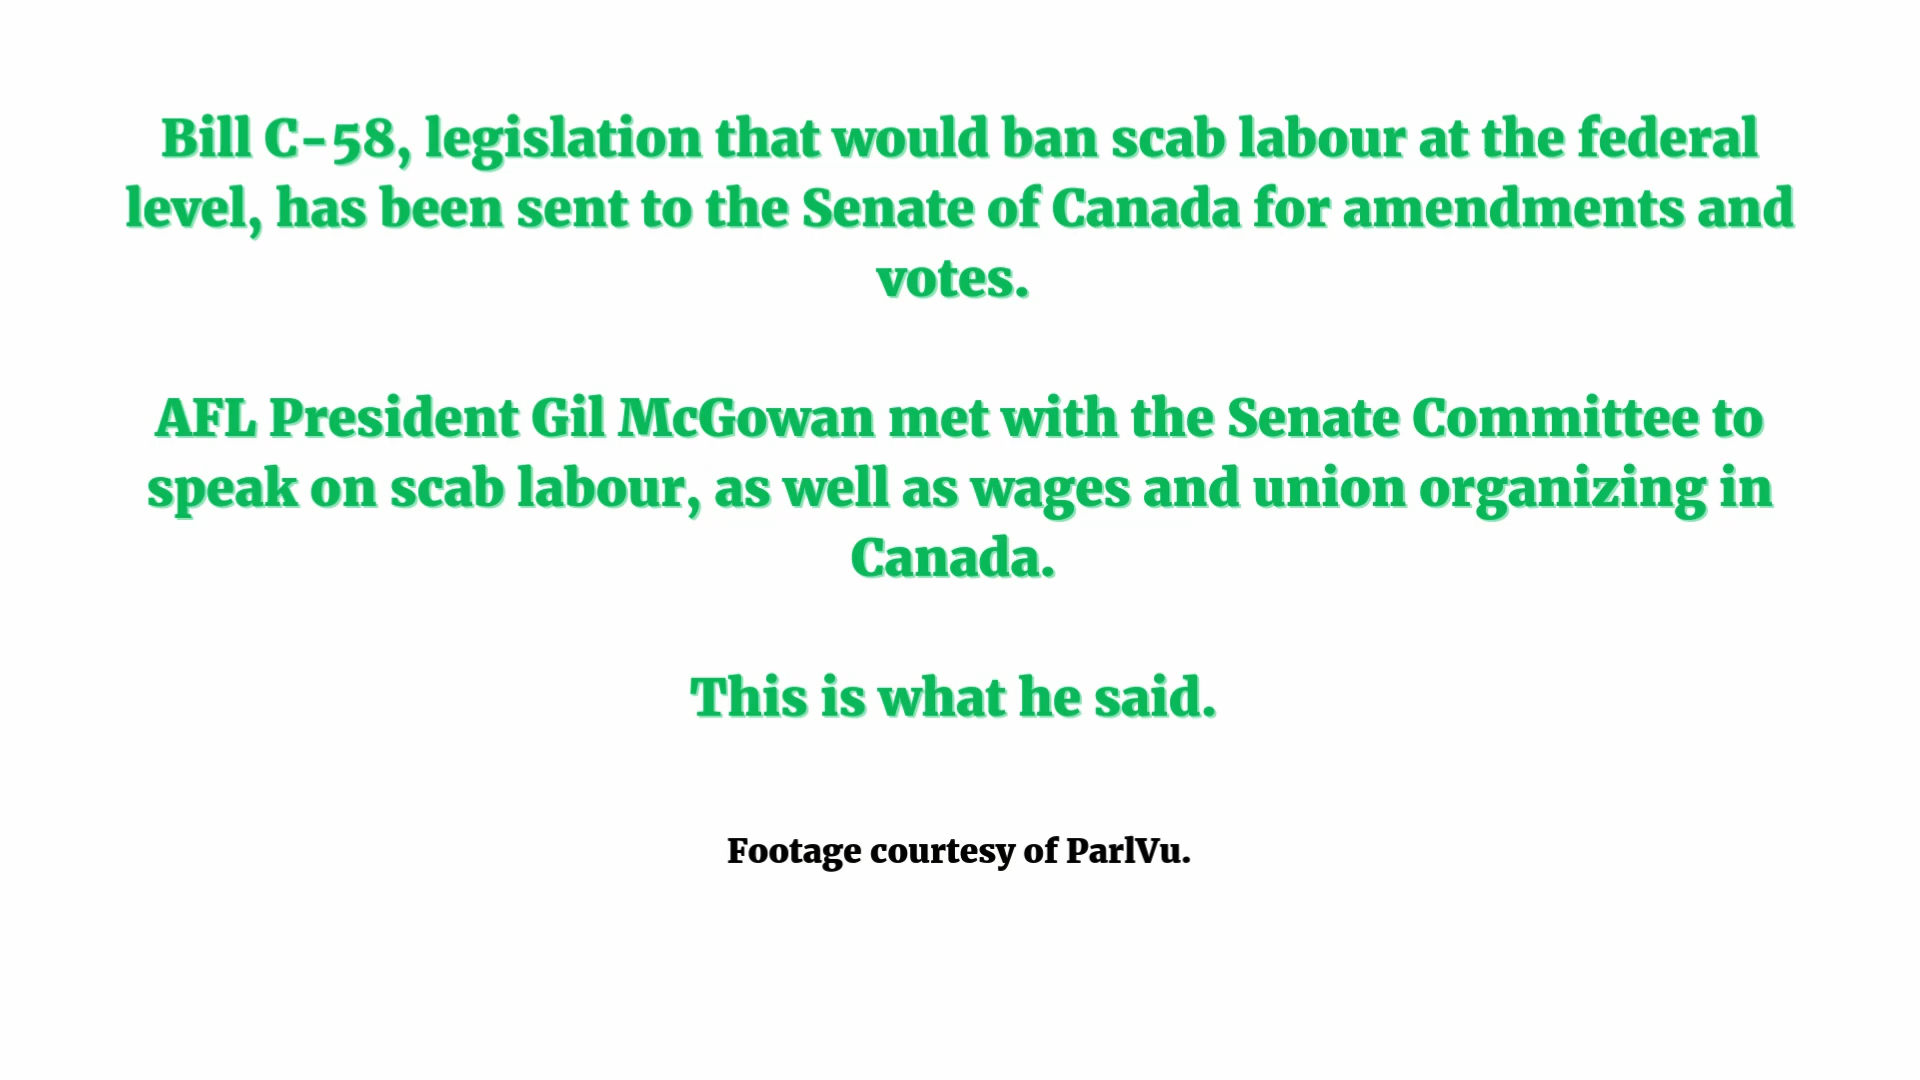 Bill C-58, legislation that would ban scab labour at the federal
level, has been sent to the Senate of Canada for amendments and
votes.
AFL President Gil McGowan met with the Senate Committee to
speak on scab labour, as well as wages and union organizing in
Canada.
This is what he said.
Footage courtesy of ParlVu.